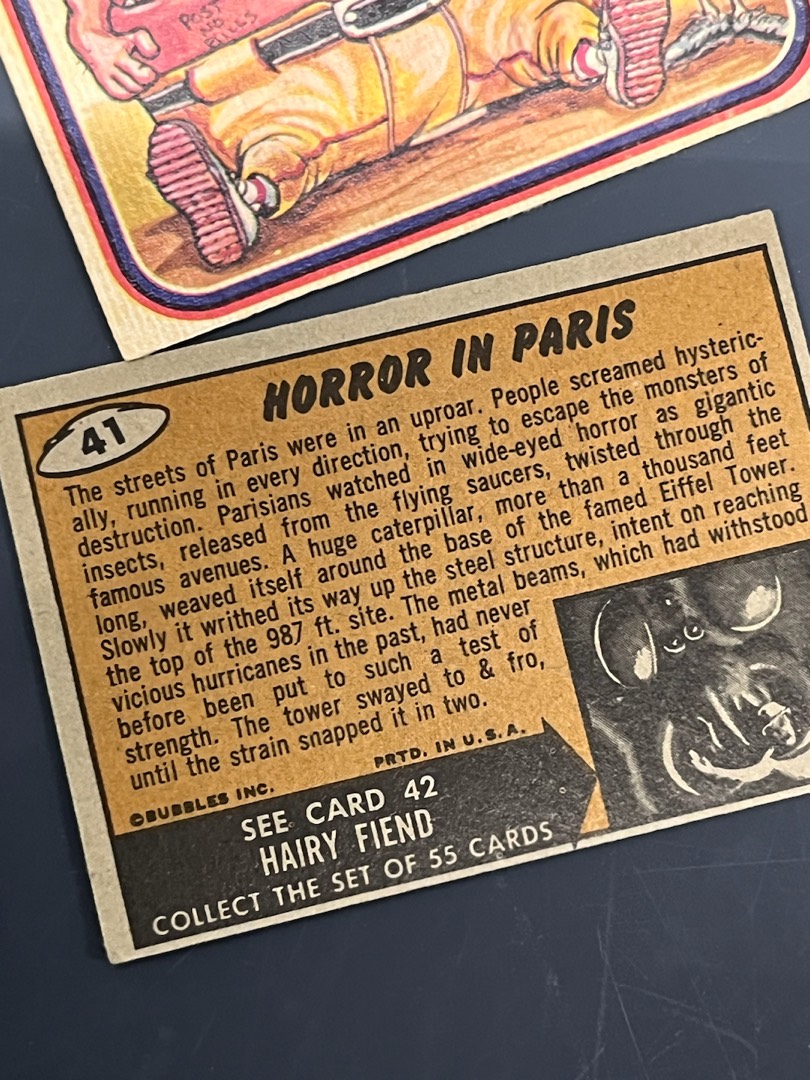 POST
NO
BILLS
HORROR IN PARIS
41
The streets of Paris were in an uproar. People screamed hysteric-
ally, running in every direction, trying to escape the monsters of
destruction. Parisians watched in wide-eyed horror as gigantic
insects, released from the flying saucers, twisted through the
famous avenues. A huge caterpillar, more than a thousand feet
long, weaved itself around the base of the famed Eiffel Tower.
Slowly it writhed its way up the steel structure, intent on reaching
the top of the 987 ft. site. The metal beams, which had withstood
vicious hurricanes in the past, had never
before been put to such a test of
strength. The tower swayed to & fro,
until the strain snapped it in two.
©BUBBLES INC. PRTD. IN U.S.A.
SEE CARD 42
HAIRY FIEND
COLLECT THE SET OF 55 CARDS